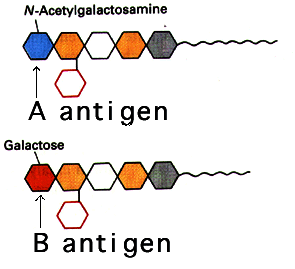 N-Acetylgalactosamine
A antigen
Galactose
B antigen